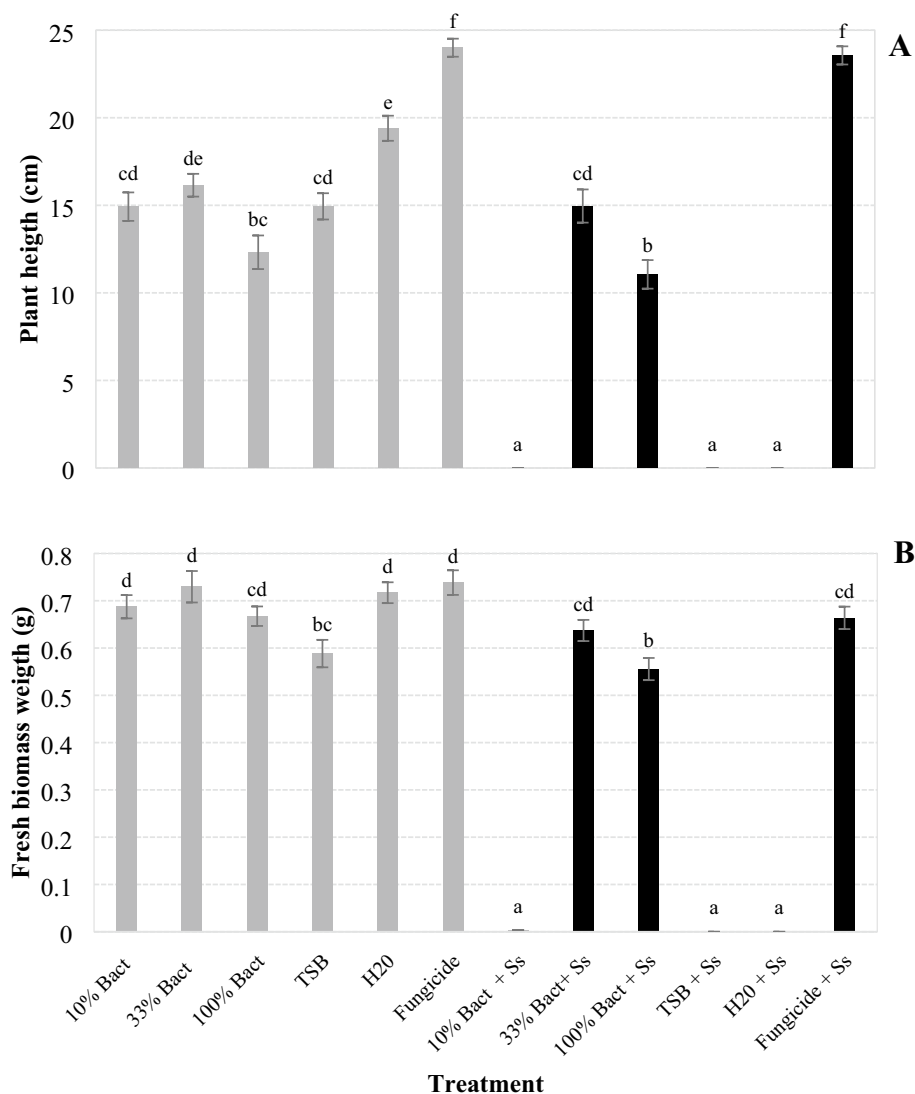 A
Plant heigth (cm)
25
20
15
10
5
0
cd
de
bc
cd
e
f
a
cd
b
a
a
f
B
Fresh biomass weigth (g)
0.8
0.7
0.6
0.5
0.4
0.3
0.2
0.1
0
d
d
cd
bc
d
d
a
cd
b
a
a
cd
10% Bact
33% Bact
100% Bact
TSB
H20
Fungicide
10% Bact + Ss
33% Bact+ Ss
100% Bact + Ss
TSB + Ss
H20 + Ss
Fungicide + Ss
Treatment